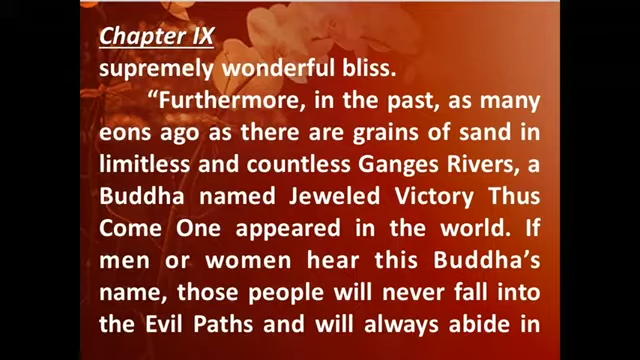 Chapter IX
supremely wonderful bliss.
“Furthermore, in the past, as many
eons ago as there are grains of sand in
limitless and countless Ganges Rivers, a
Buddha named Jeweled Victory Thus
Come One appeared in the world. If
men or women hear this Buddha’s
name, those people will never fall into
the Evil Paths and will always abide in